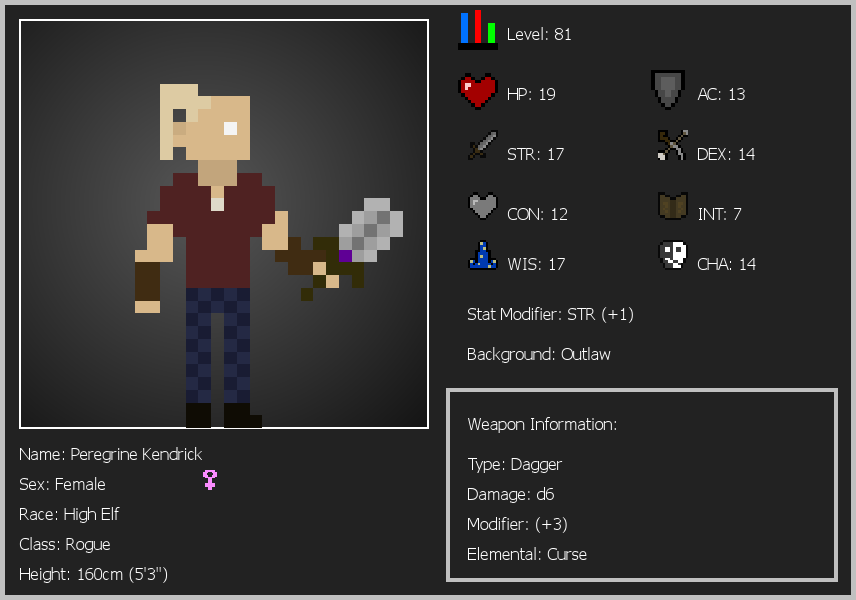 Level: 81
HP: 19
AC: 13
STR: 17
DEX: 14
CON: 12
INT: 7
WIS: 17
CHA: 14
Stat Modifier: STR (+1)
Background: Outlaw
Weapon Information:
Type: Dagger
Damage: d6
Modifier: (+3)
Elemental: Curse
Name: Peregrine Kendrick
Sex: Female
Race: High Elf
Class: Rogue
Height: 160cm (5'3")